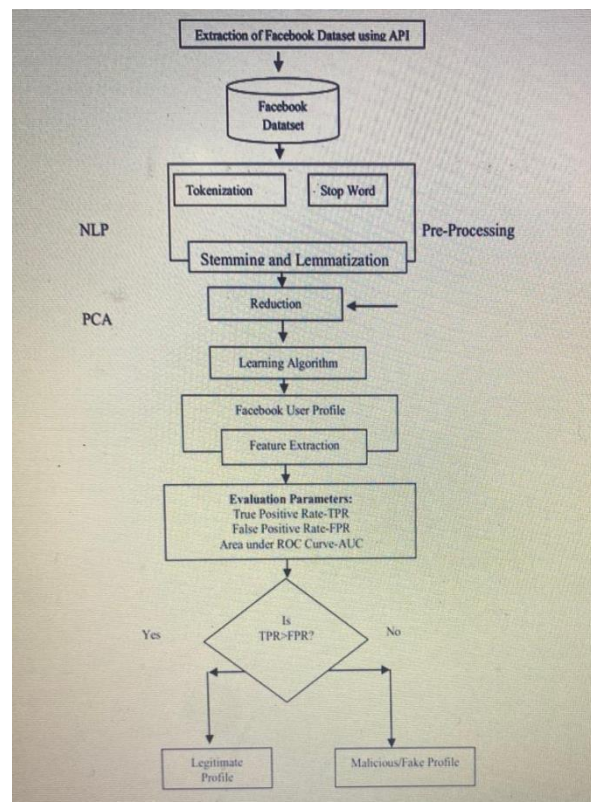 Extraction of Facebook Dataset using API
Facebook
Datatset
Tokenization
Stop Word
NLP
Pre-Processing
Stemming and Lemmatization
Reduction
PCA
Learning Algorithm
Facebook User Profile
Feature Extraction
Evaluation Parameters:
True Positive Rate-TPR
False Positive Rate-FPR
Area under ROC Curve-AUC
Is
Yes
TPR>FPR?
No
Legitimate
Profile
Malicious/Fake Profile